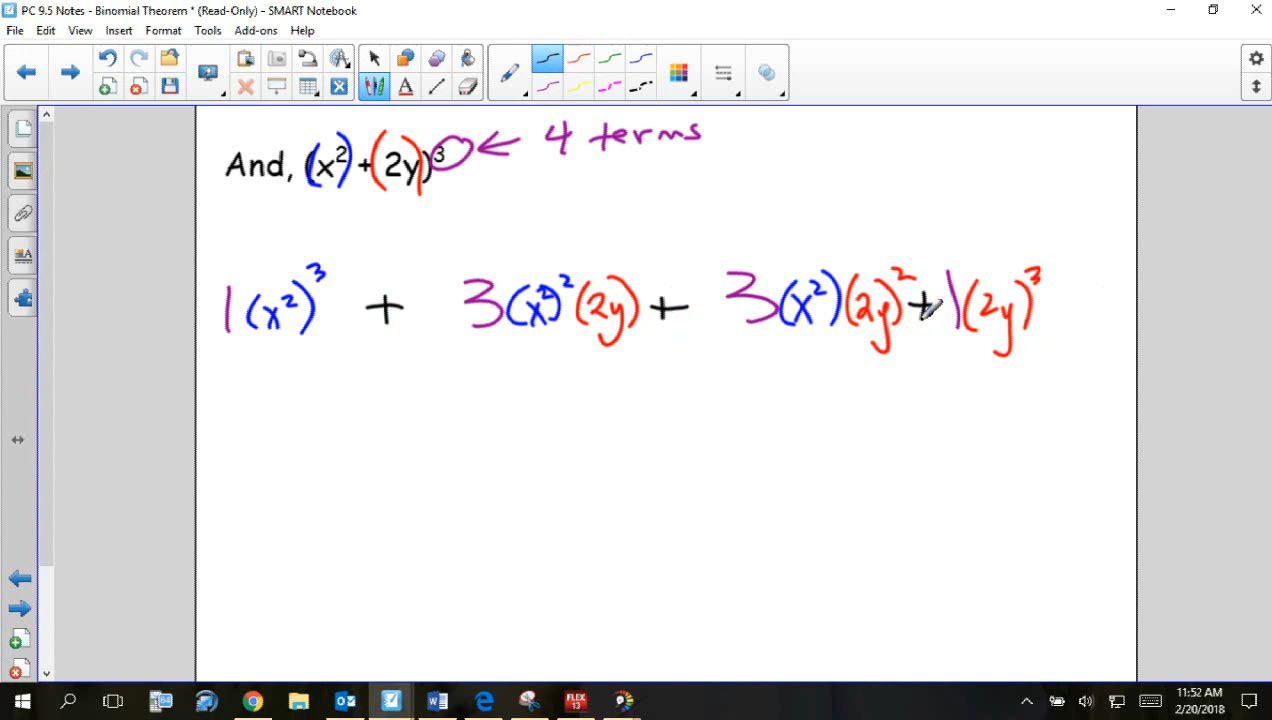 PC 9.5 Notes - Binomial Theorem * (Read-Only) - SMART Notebook
File Edit View Insert Format Tools Add-ons Help
And, (x²)+(2y))³ ← 4 terms
1(x²)³ + 3(x²)²(2y) + 3(x²)(2y)² + 1(2y)³
FLEX
13
11:52 AM
2/20/2018